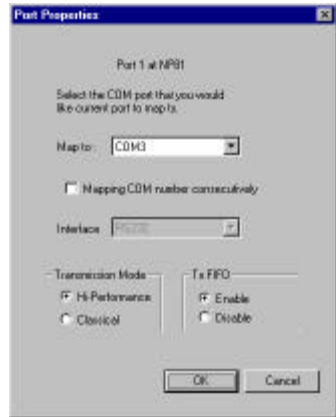 Port Properties
Port 1 at NP81
Select the COM port that you would
like current port to map to.
Map to: COM3
Mapping COM number consecutively
Interface RS232
Transmission Mode
Hi-Performance
Classical
Tx FIFO
Enable
Disable
OK
Cancel